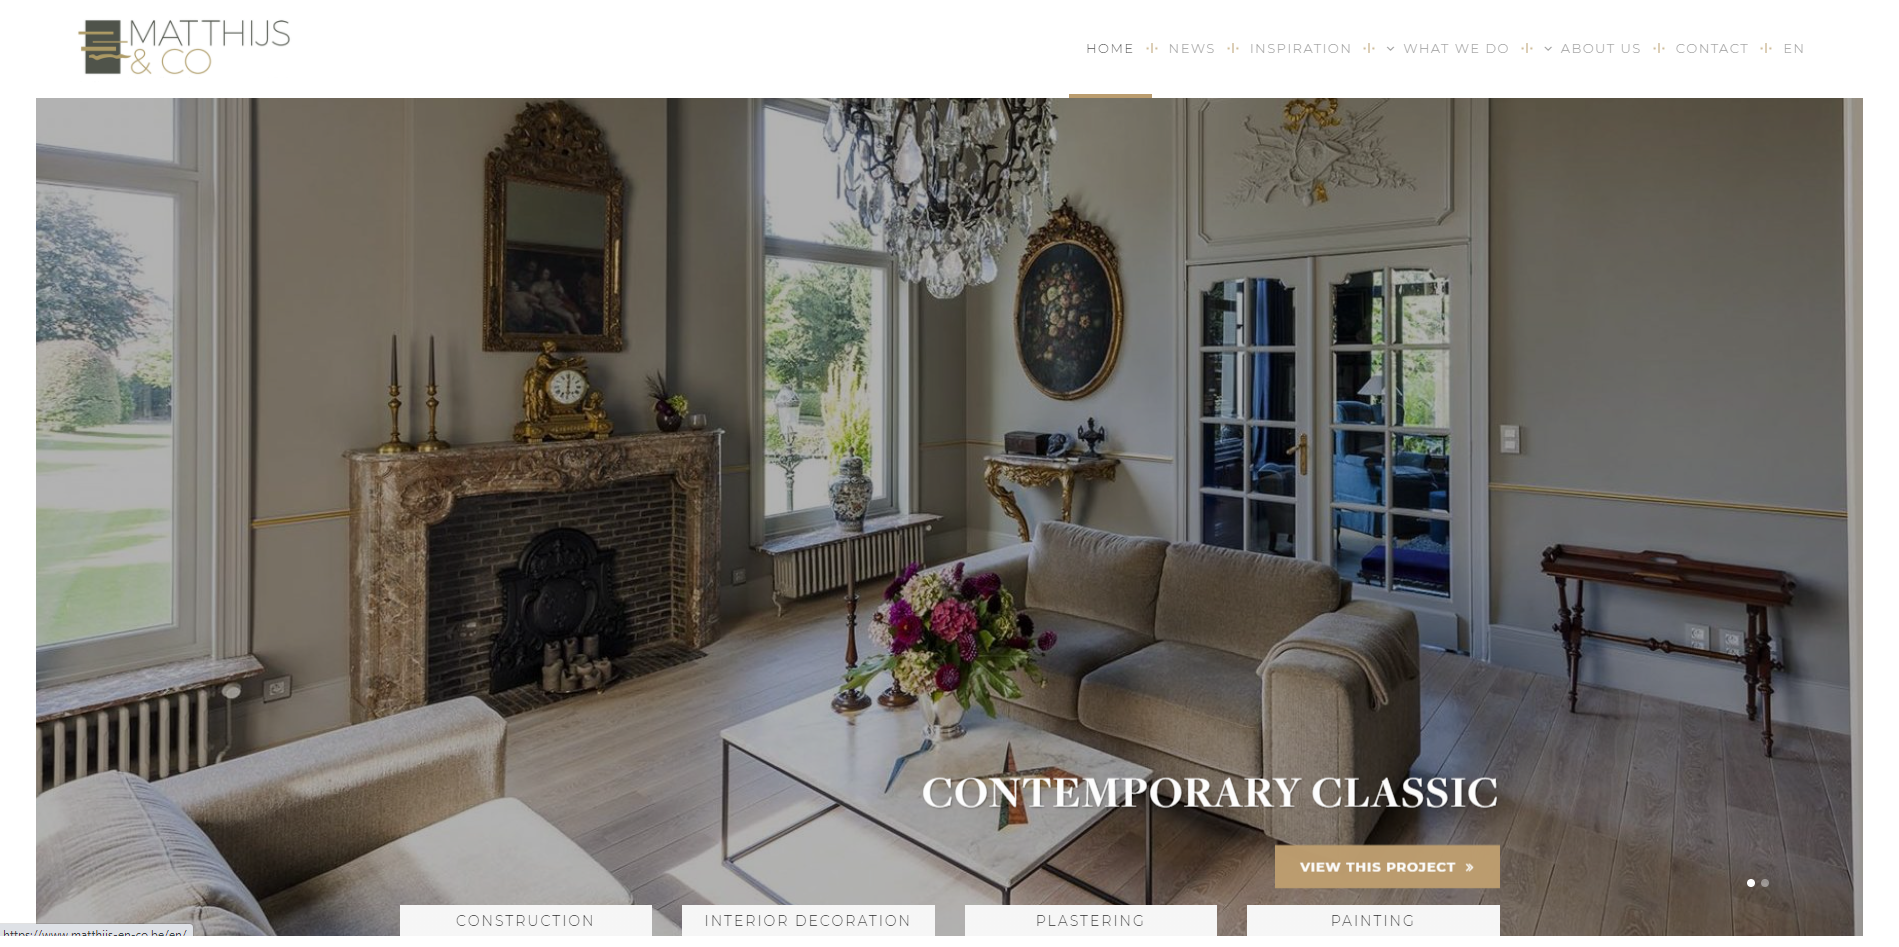 MATTHIJS
& CO
HOME NEWS INSPIRATION WHAT WE DO ABOUT US CONTACT EN
CONTEMPORARY CLASSIC
VIEW THIS PROJECT »
CONSTRUCTION INTERIOR DECORATION PLASTERING PAINTING
https://www.matthijs-en-co.be/en/